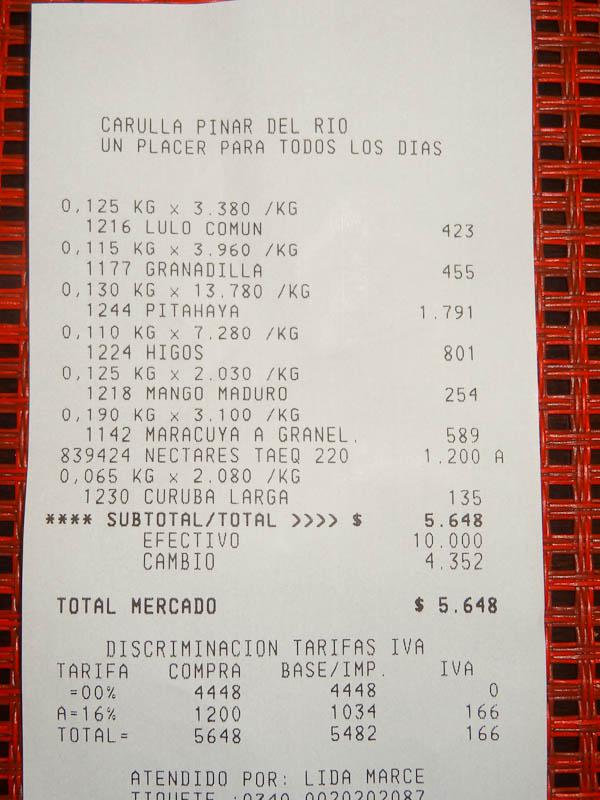 CARULLA PINAR DEL RIO
UN PLACER PARA TODOS LOS DIAS
0,125 KG x 3.380 /KG
1216 LULO COMUN 423
0,115 KG x 3.960 /KG
1177 GRANADILLA 455
0,130 KG x 13.780 /KG
1244 PITAHAYA 1.791
0,110 KG x 7.280 /KG
1224 HIGOS 801
0,125 KG x 2.030 /KG
1218 MANGO MADURO 254
0,190 KG x 3.100 /KG
1142 MARACUYA A GRANEL. 589
839424 NECTARES TAEQ 220 1.200 A
0,065 KG x 2.080 /KG
1230 CURUBA LARGA 135
**** SUBTOTAL/TOTAL >>>> $ 5.648
EFECTIVO 10.000
CAMBIO 4.352
TOTAL MERCADO $ 5.648
DISCRIMINACION TARIFAS IVA
TARIFA COMPRA BASE/IMP. IVA
=00% 4448 4448 0
A=16% 1200 1034 166
TOTAL= 5648 5482 166
ATENDIDO POR: LIDA MARCE
TIQUETE :0340 0020202087